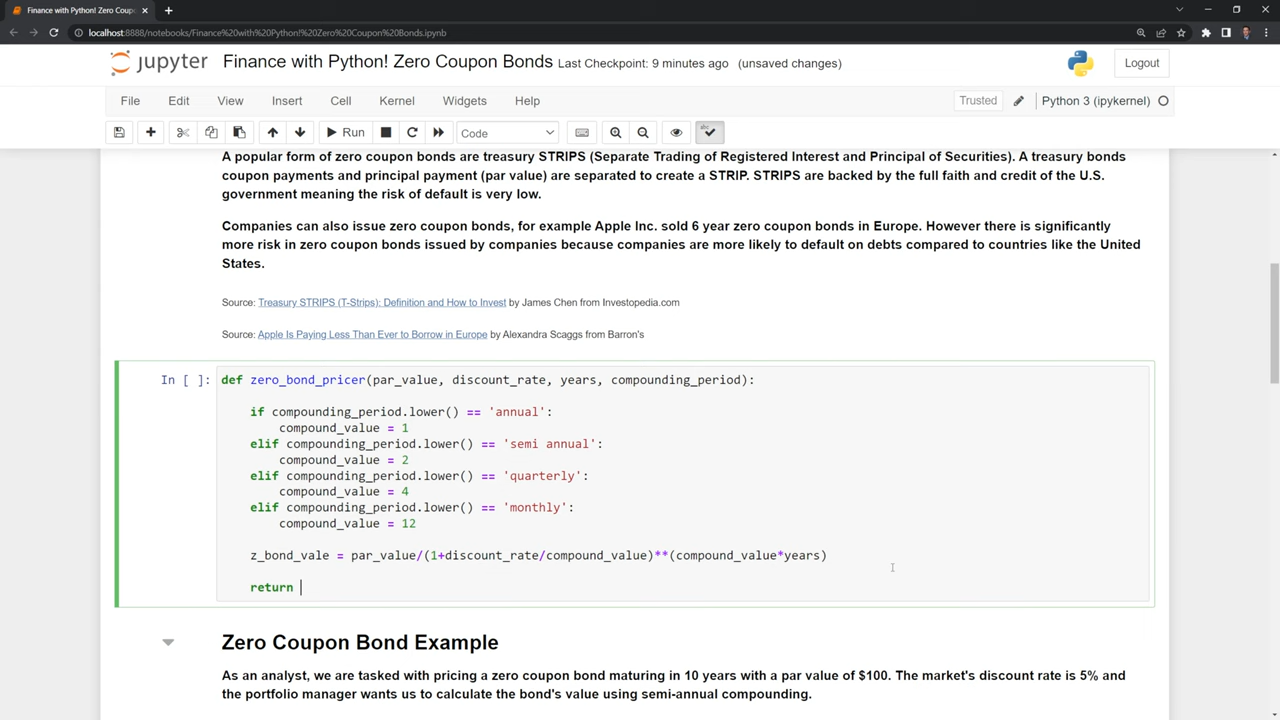 Finance with Python! Zero Coup
localhost:8888/notebooks/Finance%20with%20Python!%20Zero%20Coupon%20Bonds.ipynb
jupyter Finance with Python! Zero Coupon Bonds Last Checkpoint: 9 minutes ago (unsaved changes) Logout
File Edit View Insert Cell Kernel Widgets Help Trusted Python 3 (ipykernel)
Run Code
A popular form of zero coupon bonds are treasury STRIPS (Separate Trading of Registered Interest and Principal of Securities). A treasury bonds
coupon payments and principal payment (par value) are separated to create a STRIP. STRIPS are backed by the full faith and credit of the U.S.
government meaning the risk of default is very low.
Companies can also issue zero coupon bonds, for example Apple Inc. sold 6 year zero coupon bonds in Europe. However there is significantly
more risk in zero coupon bonds issued by companies because companies are more likely to default on debts compared to countries like the United
States.
Source: Treasury STRIPS (T-Strips): Definition and How to Invest by James Chen from Investopedia.com
Source: Apple Is Paying Less Than Ever to Borrow in Europe by Alexandra Scaggs from Barron's
In [ ]: def zero_bond_pricer(par_value, discount_rate, years, compounding_period):
if compounding_period.lower() == 'annual':
compound_value = 1
elif compounding_period.lower() == 'semi annual':
compound_value = 2
elif compounding_period.lower() == 'quarterly':
compound_value = 4
elif compounding_period.lower() == 'monthly':
compound_value = 12
z_bond_vale = par_value/(1+discount_rate/compound_value)**(compound_value*years)
return
Zero Coupon Bond Example
As an analyst, we are tasked with pricing a zero coupon bond maturing in 10 years with a par value of $100. The market's discount rate is 5% and
the portfolio manager wants us to calculate the bond's value using semi-annual compounding.